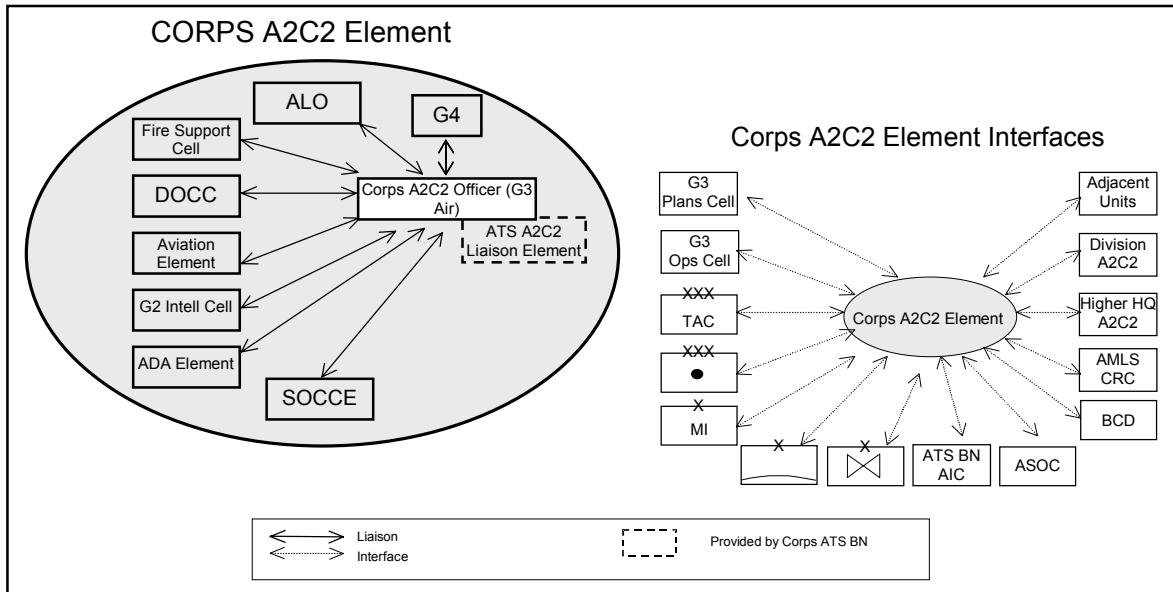 CORPS A2C2 Element
ALO
G4
Fire Support
Cell
DOCC
Corps A2C2 Officer (G3
Air)
ATS A2C2
Liaison Element
Aviation
Element
G2 Intell Cell
ADA Element
SOCCE
Corps A2C2 Element Interfaces
G3
Plans Cell
G3
Ops Cell
XXX
TAC
XXX
X
MI
X
X
ATS BN
AIC
ASOC
BCD
AMLS
CRC
Higher HQ
A2C2
Division
A2C2
Adjacent
Units
Corps A2C2 Element
Liaison
Interface
Provided by Corps ATS BN